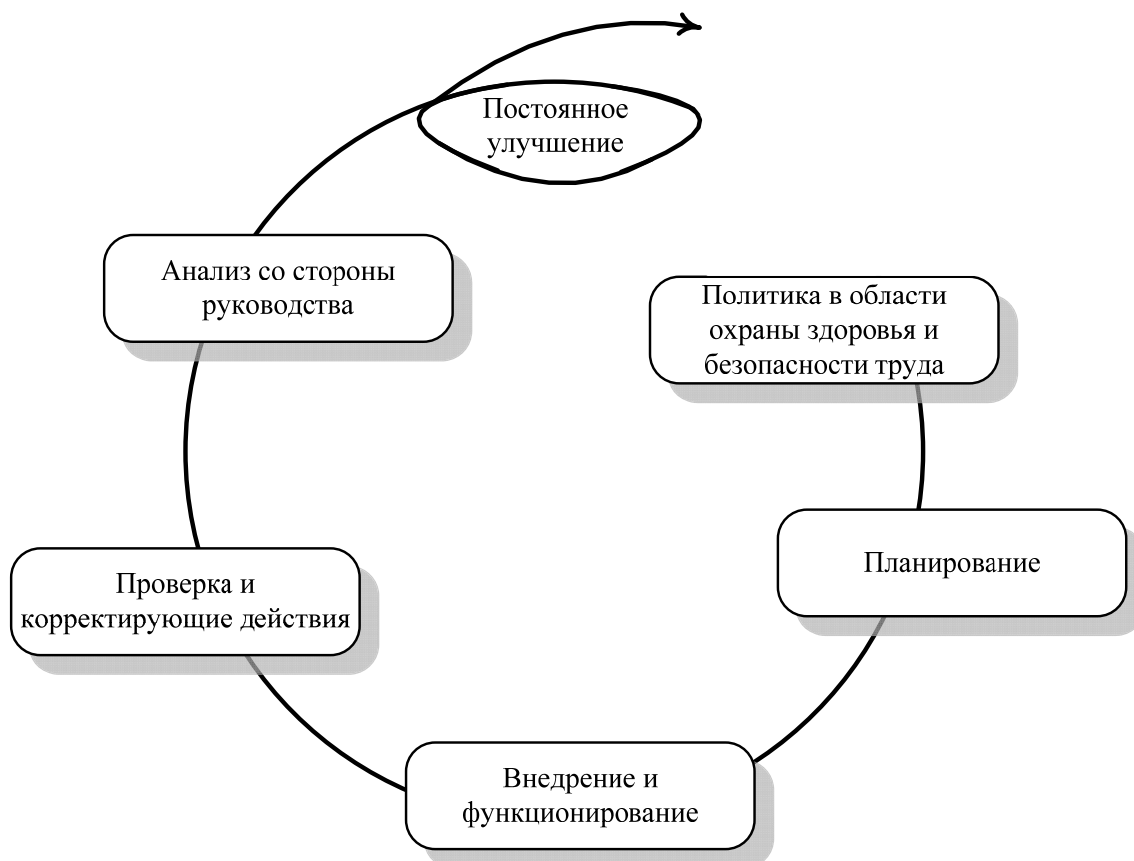 Постоянное
улучшение
Анализ со стороны
руководства
Политика в области
охраны здоровья и
безопасности труда
Планирование
Проверка и
корректирующие действия
Внедрение и
функционирование